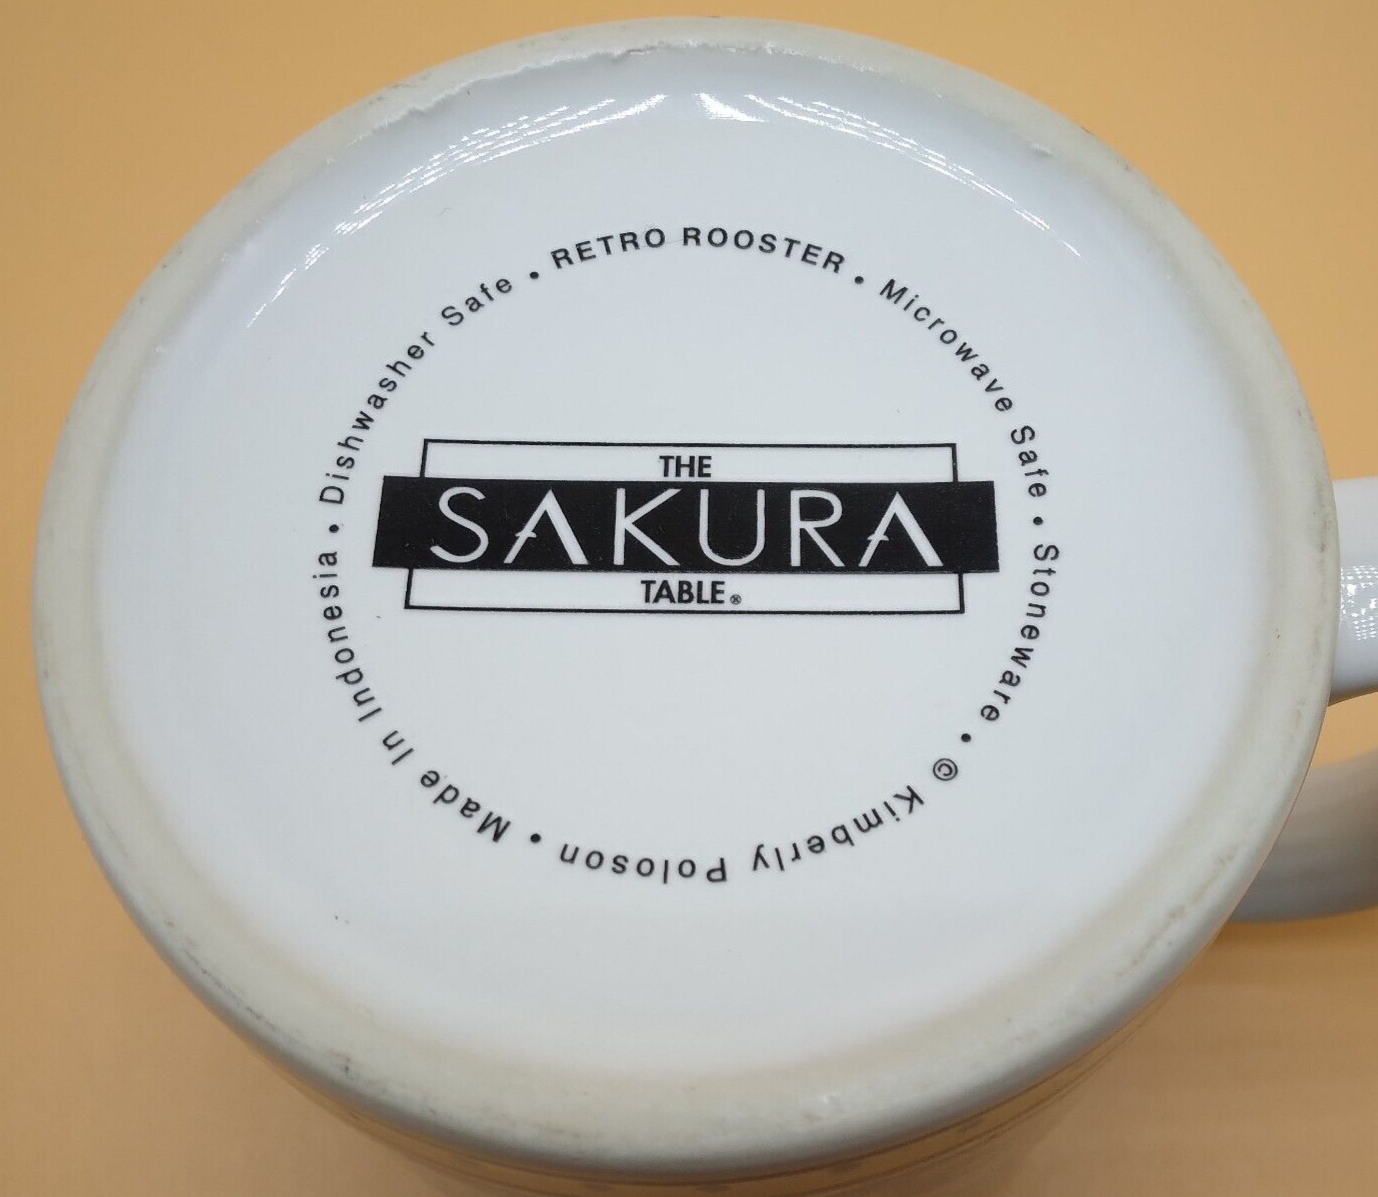 RETRO ROOSTER • Microwave Safe • Stoneware • © Kimberly Poloson • Made In Indonesia • Dishwasher Safe •
THE
SAKURA
TABLE®